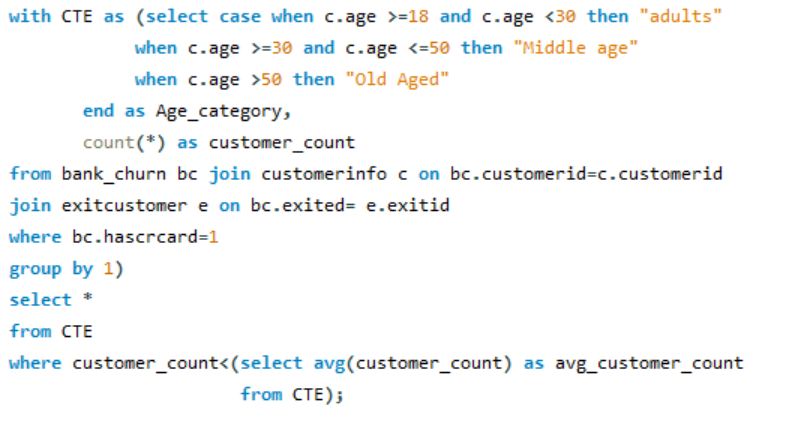 with CTE as (select case when c.age >=18 and c.age <30 then "adults"
when c.age >=30 and c.age <=50 then "Middle age"
when c.age >50 then "Old Aged"
end as Age_category,
count(*) as customer_count
from bank_churn bc join customerinfo c on bc.customerid=c.customerid
join exitcustomer e on bc.exited= e.exitid
where bc.hascrcard=1
group by 1)
select *
from CTE
where customer_count<(select avg(customer_count) as avg_customer_count
from CTE);